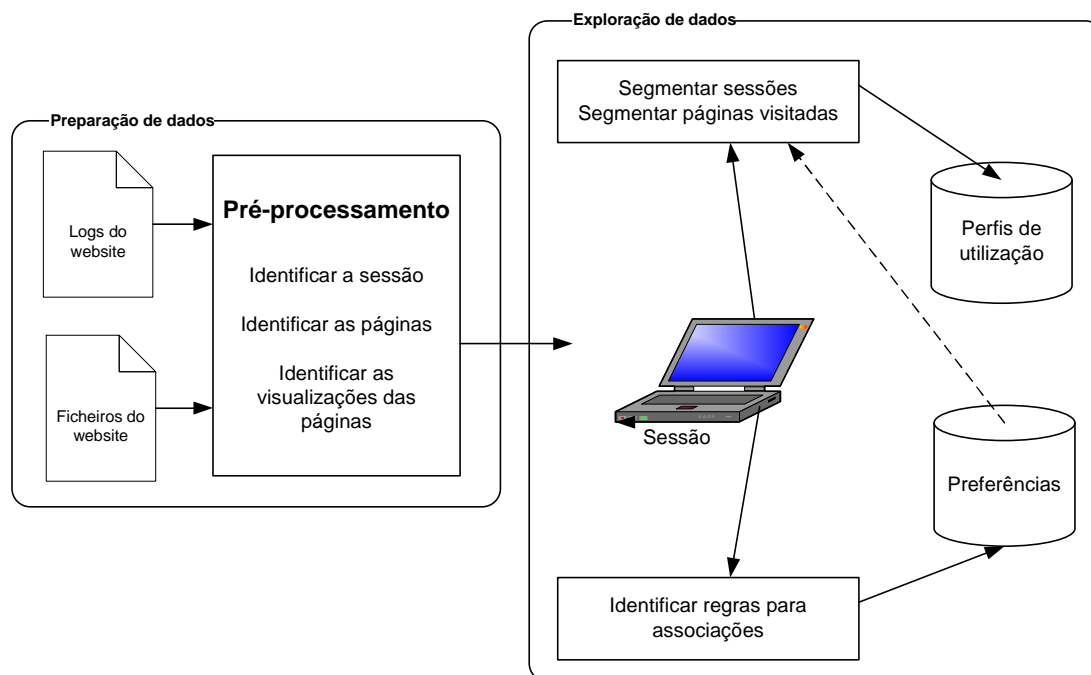 Preparação de dados
Logs do
website
Ficheiros do
website
Pré-processamento
Identificar a sessão
Identificar as páginas
Identificar as
visualizações das
páginas
Exploração de dados
Segmentar sessões
Segmentar páginas visitadas
Perfis de
utilização
Sessão
Preferências
Identificar regras para
associações